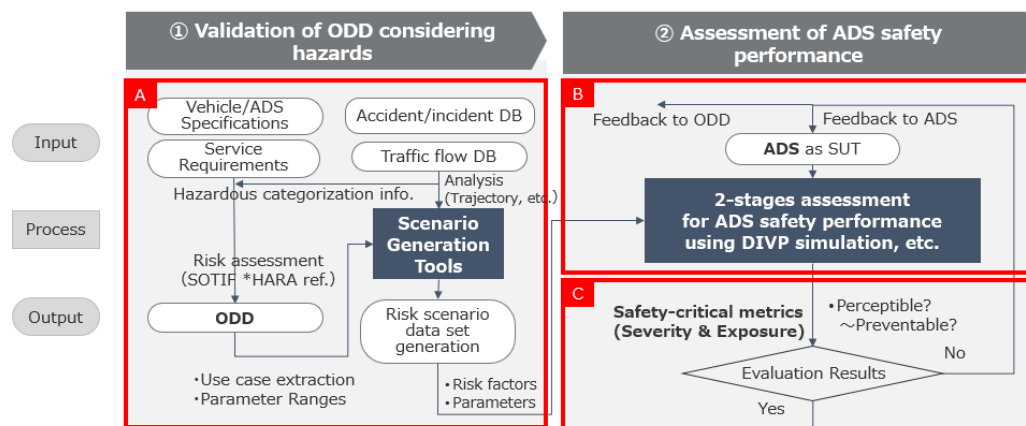 ① Validation of ODD considering
hazards
② Assessment of ADS safety
performance
Input
Process
Output
A
Vehicle/ADS
Specifications
Accident/incident DB
Service
Requirements
Traffic flow DB
Hazardous categorization info.
Analysis
(Trajectory, etc.)
Scenario
Generation
Tools
Risk assessment
(SOTIF *HARA ref.)
ODD
Risk scenario
data set
generation
・Use case extraction
・Parameter Ranges
・Risk factors
・Parameters
B
Feedback to ODD
Feedback to ADS
ADS as SUT
2-stages assessment
for ADS safety performance
using DIVP simulation, etc.
C
Safety-critical metrics
(Severity & Exposure)
・Perceptible?
～Preventable?
No
Evaluation Results
Yes